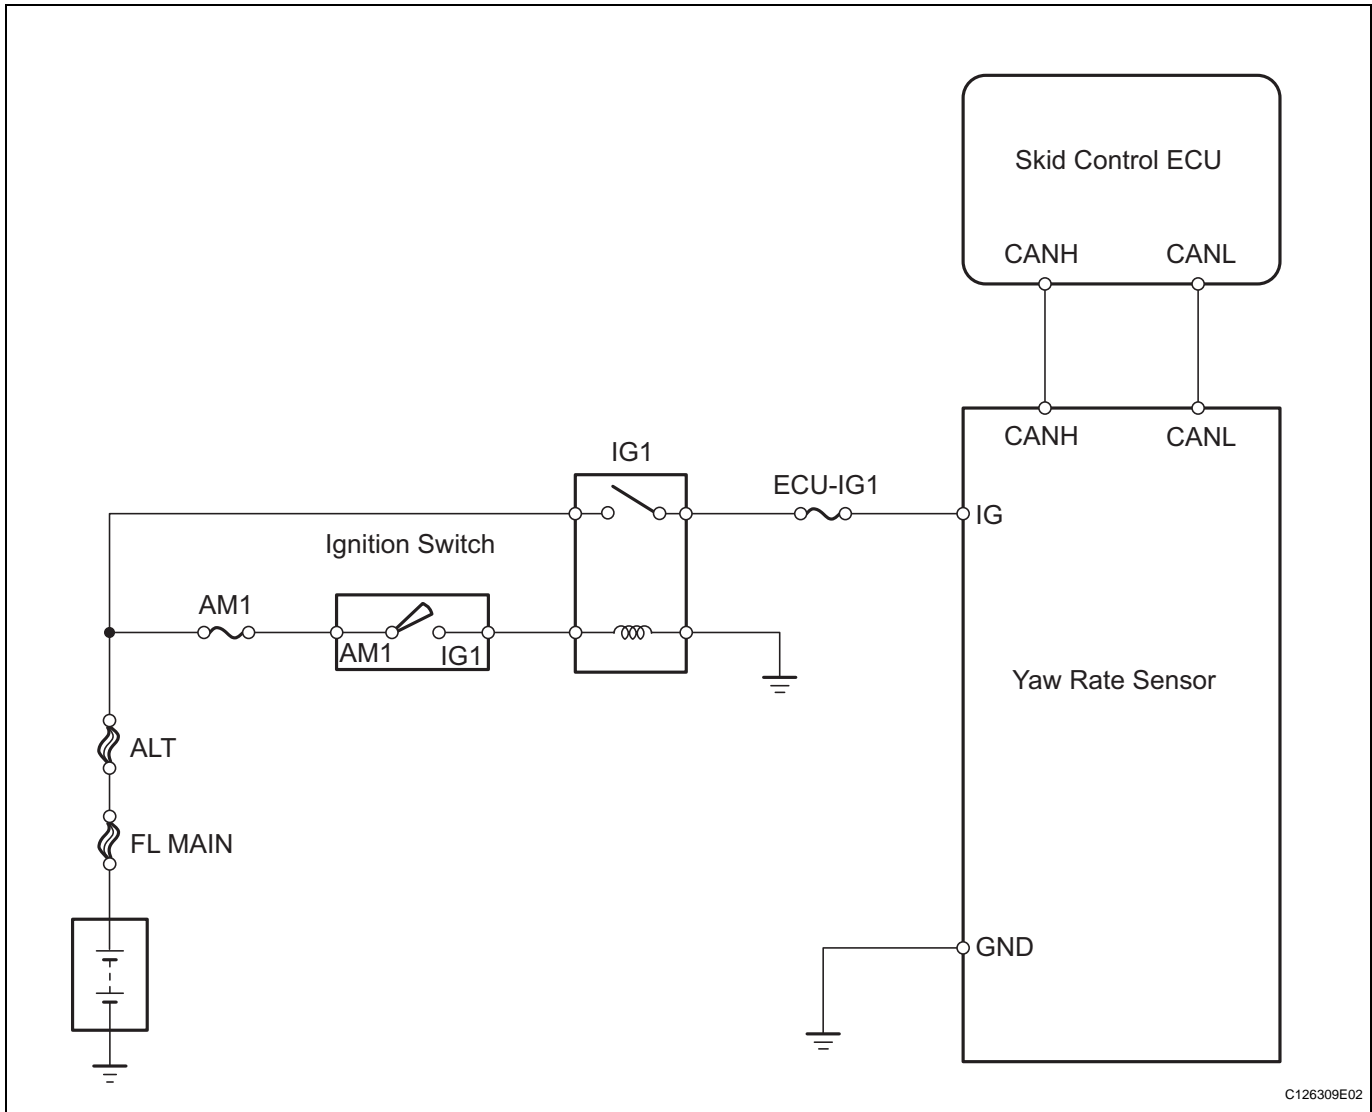 Skid Control ECU
CANH CANL
CANH CANL
IG1
ECU-IG1
IG
Ignition Switch
AM1
AM1 IG1
Yaw Rate Sensor
ALT
FL MAIN
GND
C126309E02